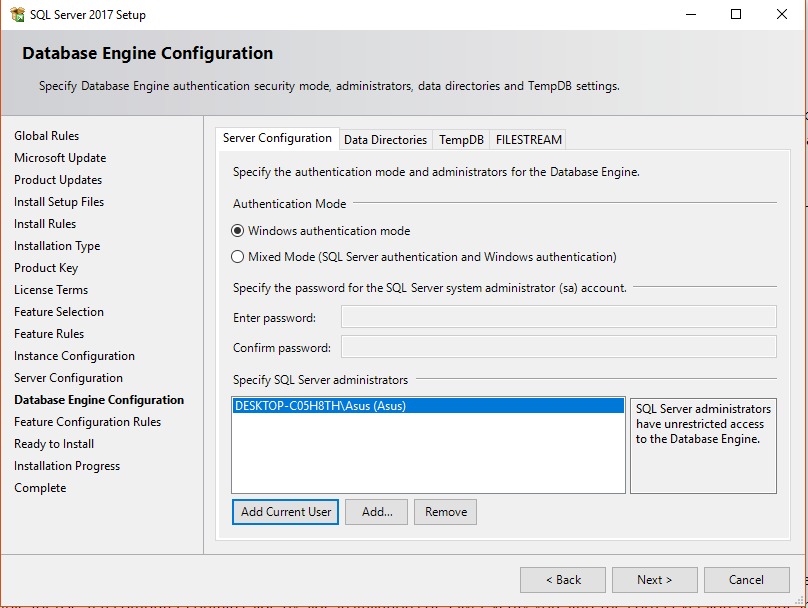 SQL Server 2017 Setup
Database Engine Configuration
Specify Database Engine authentication security mode, administrators, data directories and TempDB settings.
Global Rules
Microsoft Update
Product Updates
Install Setup Files
Install Rules
Installation Type
Product Key
License Terms
Feature Selection
Feature Rules
Instance Configuration
Server Configuration
Database Engine Configuration
Feature Configuration Rules
Ready to Install
Installation Progress
Complete
Server Configuration Data Directories TempDB FILESTREAM
Specify the authentication mode and administrators for the Database Engine.
Authentication Mode
Windows authentication mode
Mixed Mode (SQL Server authentication and Windows authentication)
Specify the password for the SQL Server system administrator (sa) account.
Enter password:
Confirm password:
Specify SQL Server administrators
DESKTOP-C05H8TH\Asus (Asus)
SQL Server administrators
have unrestricted access
to the Database Engine.
Add Current User Add... Remove
< Back Next > Cancel